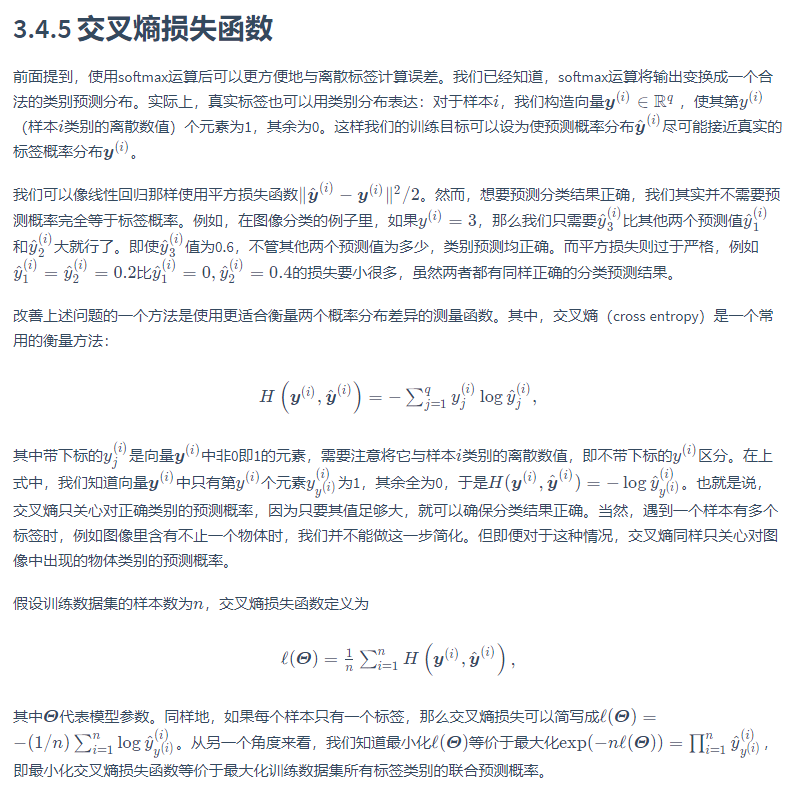 3.4.5 交叉熵损失函数
前面提到，使用softmax运算后可以更方便地与离散标签计算误差。我们已经知道，softmax运算将输出变换成一个合
法的类别预测分布。实际上，真实标签也可以用类别分布表达：对于样本$i$，我们构造向量$\boldsymbol{y}^{(i)}\in \mathbb{R}^{q}$ ，使其第$y^{(i)}$
（样本$i$类别的离散数值）个元素为1，其余为0。这样我们的训练目标可以设为使预测概率分布$\boldsymbol{\hat y}^{(i)}$尽可能接近真实的
标签概率分布$\boldsymbol{y}^{(i)}$。
我们可以像线性回归那样使用平方损失函数$\|\boldsymbol{\hat y}^{(i)}-\boldsymbol{y}^{(i)}\|^2/2$。然而，想要预测分类结果正确，我们其实并不需要预
测概率完全等于标签概率。例如，在图像分类的例子里，如果$y^{(i)}=3$，那么我们只需要$\hat{y}^{(i)}_3$比其他两个预测值$\hat{y}^{(i)}_1$
和$\hat{y}^{(i)}_2$大就行了。即使$\hat{y}^{(i)}_3$值为0.6，不管其他两个预测值为多少，类别预测均正确。而平方损失则过于严格，例如
$\hat y^{(i)}_1=\hat y^{(i)}_2=0.2$比$\hat y^{(i)}_1=0, \hat y^{(i)}_2=0.4$的损失要小很多，虽然两者都有同样正确的分类预测结果。
改善上述问题的一个方法是使用更适合衡量两个概率分布差异的测量函数。其中，交叉熵（cross entropy）是一个常
用的衡量方法：
$H\left(\boldsymbol y^{(i)}, \boldsymbol {\hat y}^{(i)}\right ) = -\sum_{j=1}^q y_j^{(i)} \log \hat y_j^{(i)},$
其中带下标的$y_j^{(i)}$是向量$\boldsymbol y^{(i)}$中非0即1的元素，需要注意将它与样本$i$类别的离散数值，即不带下标的$y^{(i)}$区分。在上
式中，我们知道向量$\boldsymbol y^{(i)}$中只有第$y^{(i)}$个元素$y^{(i)}_{y^{(i)}}$为1，其余全为0，于是$H(\boldsymbol y^{(i)}, \boldsymbol {\hat y}^{(i)}) = -\log \hat y_{y^{(i)}}^{(i)}$。也就是说，
交叉熵只关心对正确类别的预测概率，因为只要其值足够大，就可以确保分类结果正确。当然，遇到一个样本有多个
标签时，例如图像里含有不止一个物体时，我们并不能做这一步简化。但即便对于这种情况，交叉熵同样只关心对图
像中出现的物体类别的预测概率。
假设训练数据集的样本数为$n$，交叉熵损失函数定义为
$\ell(\boldsymbol{\Theta}) = \frac{1}{n} \sum_{i=1}^n H\left(\boldsymbol y^{(i)}, \boldsymbol {\hat y}^{(i)}\right ),$
其中$\boldsymbol{\Theta}$代表模型参数。同样地，如果每个样本只有一个标签，那么交叉熵损失可以简写成$\ell(\boldsymbol{\Theta}) =$
$-(1/n) \sum_{i=1}^n \log \hat y_{y^{(i)}}^{(i)}$。从另一个角度来看，我们知道最小化$\ell(\boldsymbol{\Theta})$等价于最大化$\exp(-n\ell(\boldsymbol{\Theta}))=\prod_{i=1}^n \hat y_{y^{(i)}}^{(i)}$，
即最小化交叉熵损失函数等价于最大化训练数据集所有标签类别的联合预测概率。